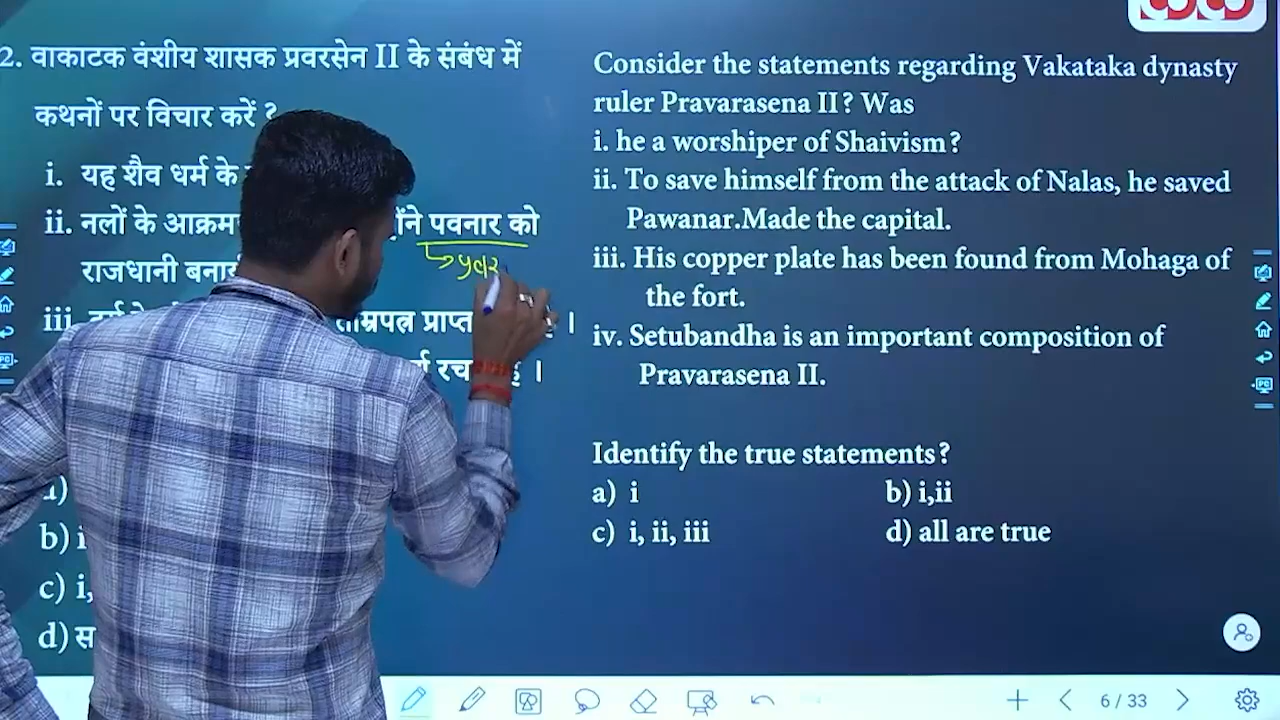 2. वाकाटक वंशीय शासक प्रवरसेन II के संबंध में
कथनों पर विचार करें ?
i. यह शैव धर्म के
ii. नलों के आक्रम
पवनार को
राजधानी बनाय
iii.
ताम्रपत्र प्राप्त
।
।
a)
b) i
c) i,
d) स
Consider the statements regarding Vakataka dynasty
ruler Pravarasena II? Was
i. he a worshiper of Shaivism?
ii. To save himself from the attack of Nalas, he saved
Pawanar.Made the capital.
iii. His copper plate has been found from Mohaga of
the fort.
iv. Setubandha is an important composition of
Pravarasena II.
Identify the true statements?
a) i
b) i,ii
c) i, ii, iii
d) all are true
6 / 33